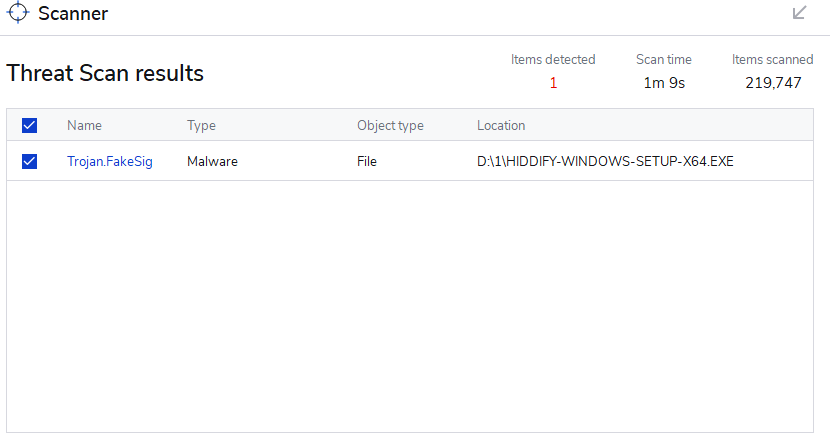 Scanner
Threat Scan results
Items detected Scan time Items scanned
1 1m 9s 219,747
Name Type Object type Location
Trojan.FakeSig Malware File D:\1\HIDDIFY-WINDOWS-SETUP-X64.EXE